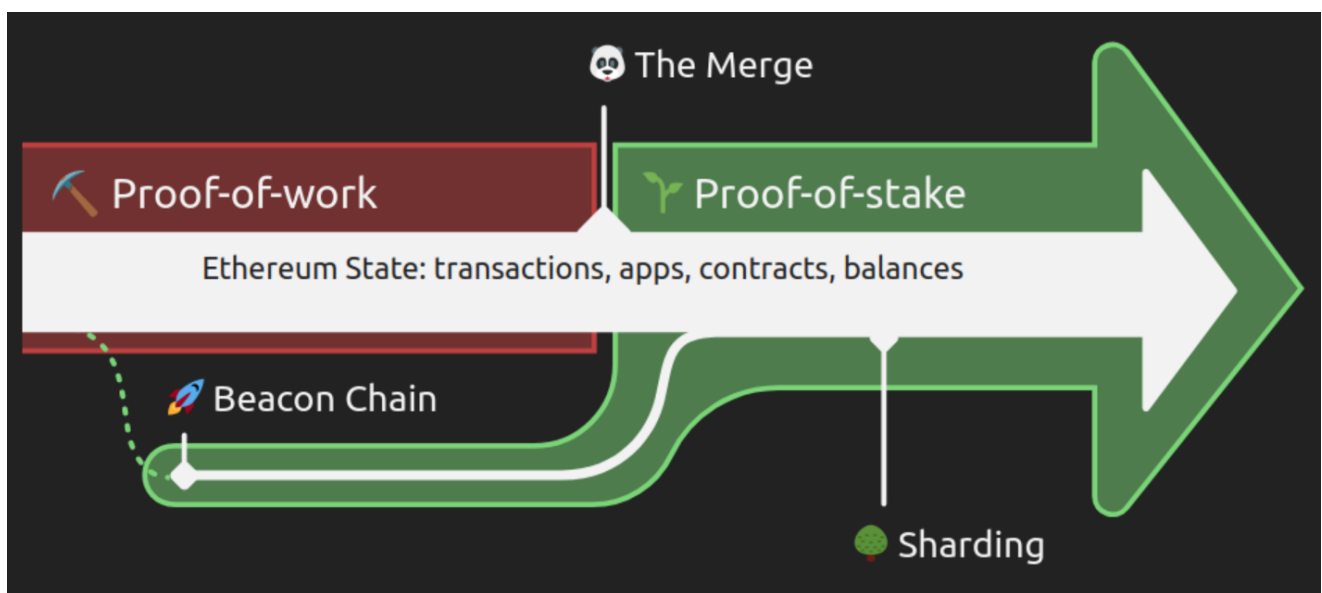 The Merge
Proof-of-work
Proof-of-stake
Ethereum State: transactions, apps, contracts, balances
Beacon Chain
Sharding